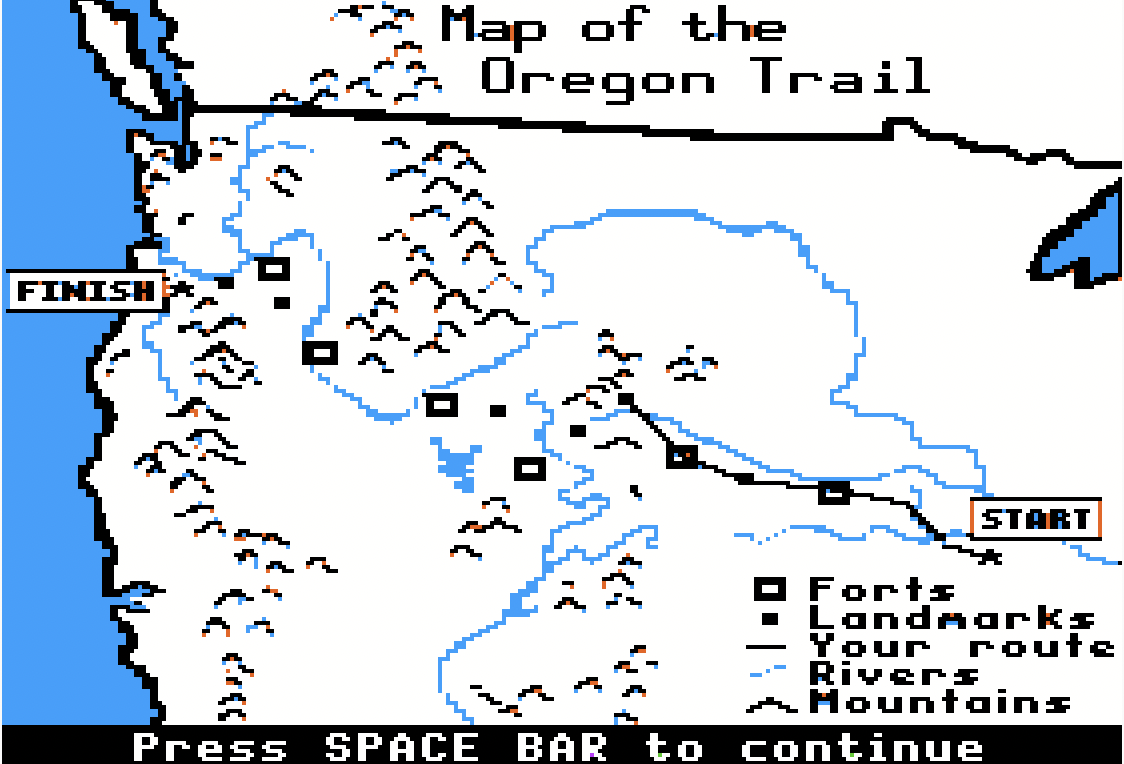 Map of the
Oregon Trail
FINISH
START
Forts
Landmarks
Your route
Rivers
Mountains
Press SPACE BAR to continue